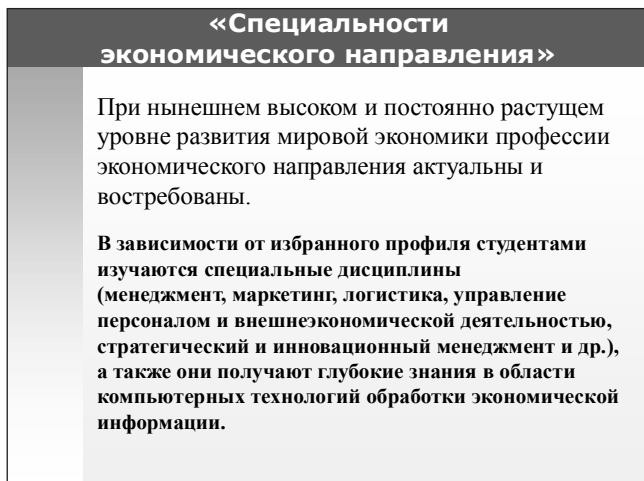 «Специальности
экономического направления»
При нынешнем высоком и постоянно растущем
уровне развития мировой экономики профессии
экономического направления актуальны и
востребованы.
В зависимости от избранного профиля студентами
изучаются специальные дисциплины
(менеджмент, маркетинг, логистика, управление
персоналом и внешнеэкономической деятельностью,
стратегический и инновационный менеджмент и др.),
а также они получают глубокие знания в области
компьютерных технологий обработки экономической
информации.